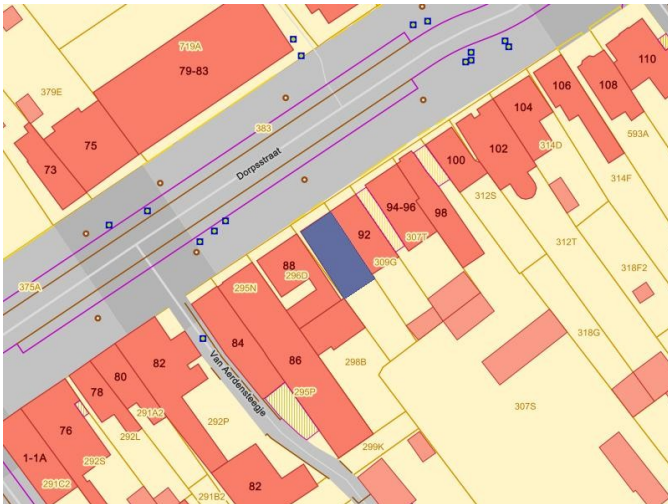 719A
79-83
379E
75
73
383
Dorpsstraat
110
106
108
104
593A
102
314D
100
314F
312S
94-96
98
307T
92
309G
312T
318F2
88
296D
375A
295N
84
86
318G
298B
Van Aerdensteegje
82
80
78
295P
307S
291A2
76
292P
292L
299K
1-1A
292S
291C2
82
291B2